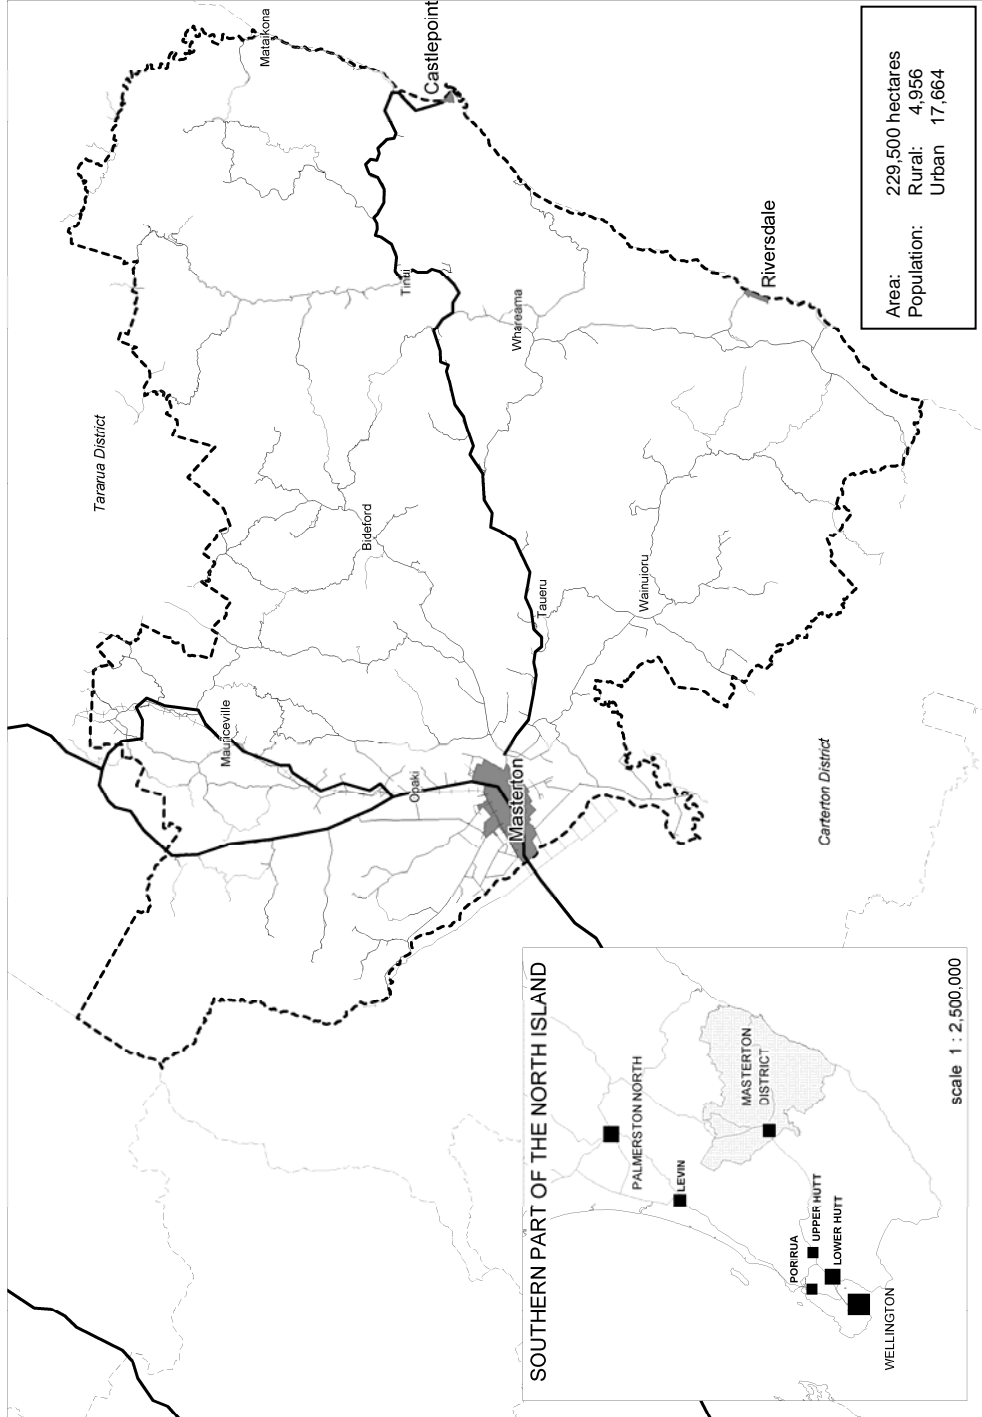 Tararua District
Mataikona
Castlepoint
Tinui
Whareama
Riversdale
Bideford
Taueru
Wainuioru
Mauriceville
Opaki
Masterton
Carterton District
Area: 229,500 hectares
Population: Rural: 4,956
Urban 17,664
SOUTHERN PART OF THE NORTH ISLAND
PALMERSTON NORTH
LEVIN
MASTERTON
DISTRICT
PORIRUA
UPPER HUTT
LOWER HUTT
WELLINGTON
scale 1 : 2,500,000